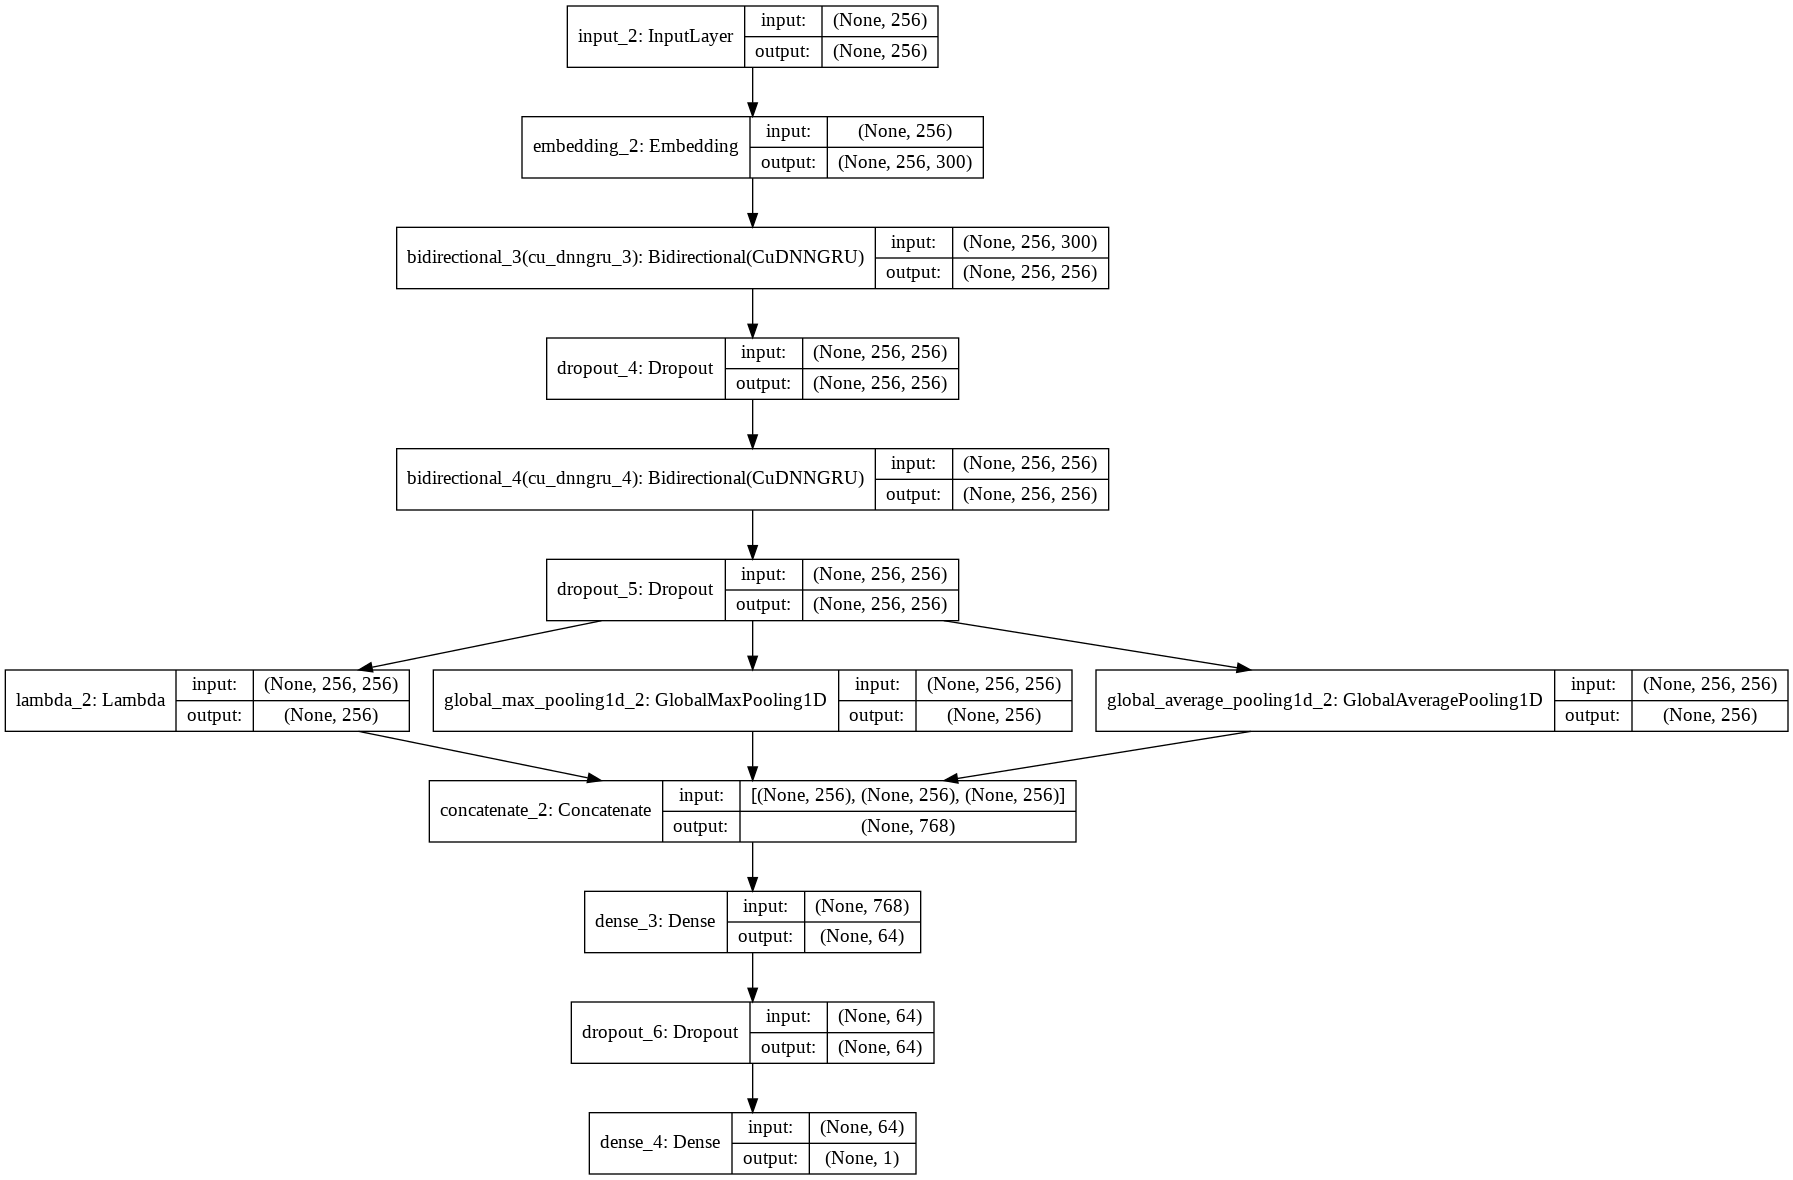 input_2: InputLayer
input:
(None, 256)
output:
(None, 256)
embedding_2: Embedding
input:
(None, 256)
output:
(None, 256, 300)
bidirectional_3(cu_dnngru_3): Bidirectional(CuDNNGRU)
input:
(None, 256, 300)
output:
(None, 256, 256)
dropout_4: Dropout
input:
(None, 256, 256)
output:
(None, 256, 256)
bidirectional_4(cu_dnngru_4): Bidirectional(CuDNNGRU)
input:
(None, 256, 256)
output:
(None, 256, 256)
dropout_5: Dropout
input:
(None, 256, 256)
output:
(None, 256, 256)
lambda_2: Lambda
input:
(None, 256, 256)
output:
(None, 256)
global_max_pooling1d_2: GlobalMaxPooling1D
input:
(None, 256, 256)
output:
(None, 256)
global_average_pooling1d_2: GlobalAveragePooling1D
input:
(None, 256, 256)
output:
(None, 256)
concatenate_2: Concatenate
input:
[(None, 256), (None, 256), (None, 256)]
output:
(None, 768)
dense_3: Dense
input:
(None, 768)
output:
(None, 64)
dropout_6: Dropout
input:
(None, 64)
output:
(None, 64)
dense_4: Dense
input:
(None, 64)
output:
(None, 1)